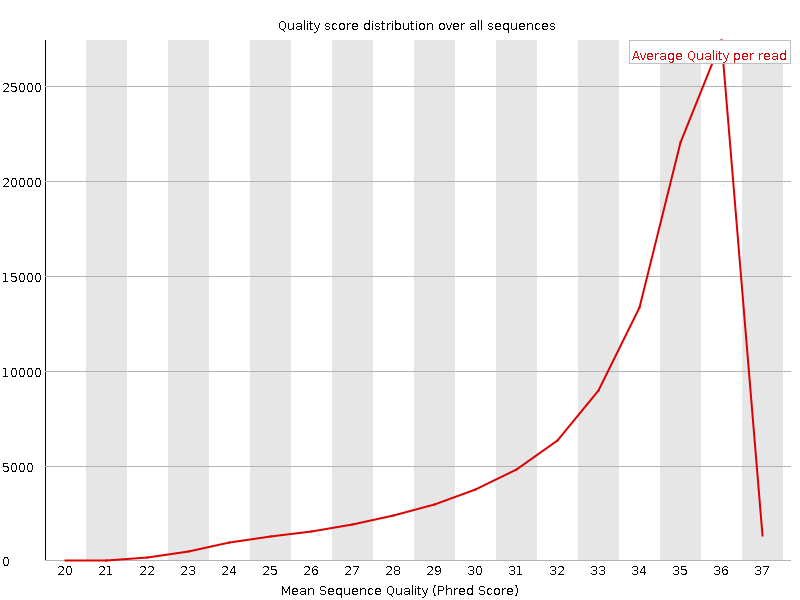 Quality score distribution over all sequences
Average Quality per read
25000
20000
15000
10000
5000
0
20 21 22 23 24 25 26 27 28 29 30 31 32 33 34 35 36 37
Mean Sequence Quality (Phred Score)